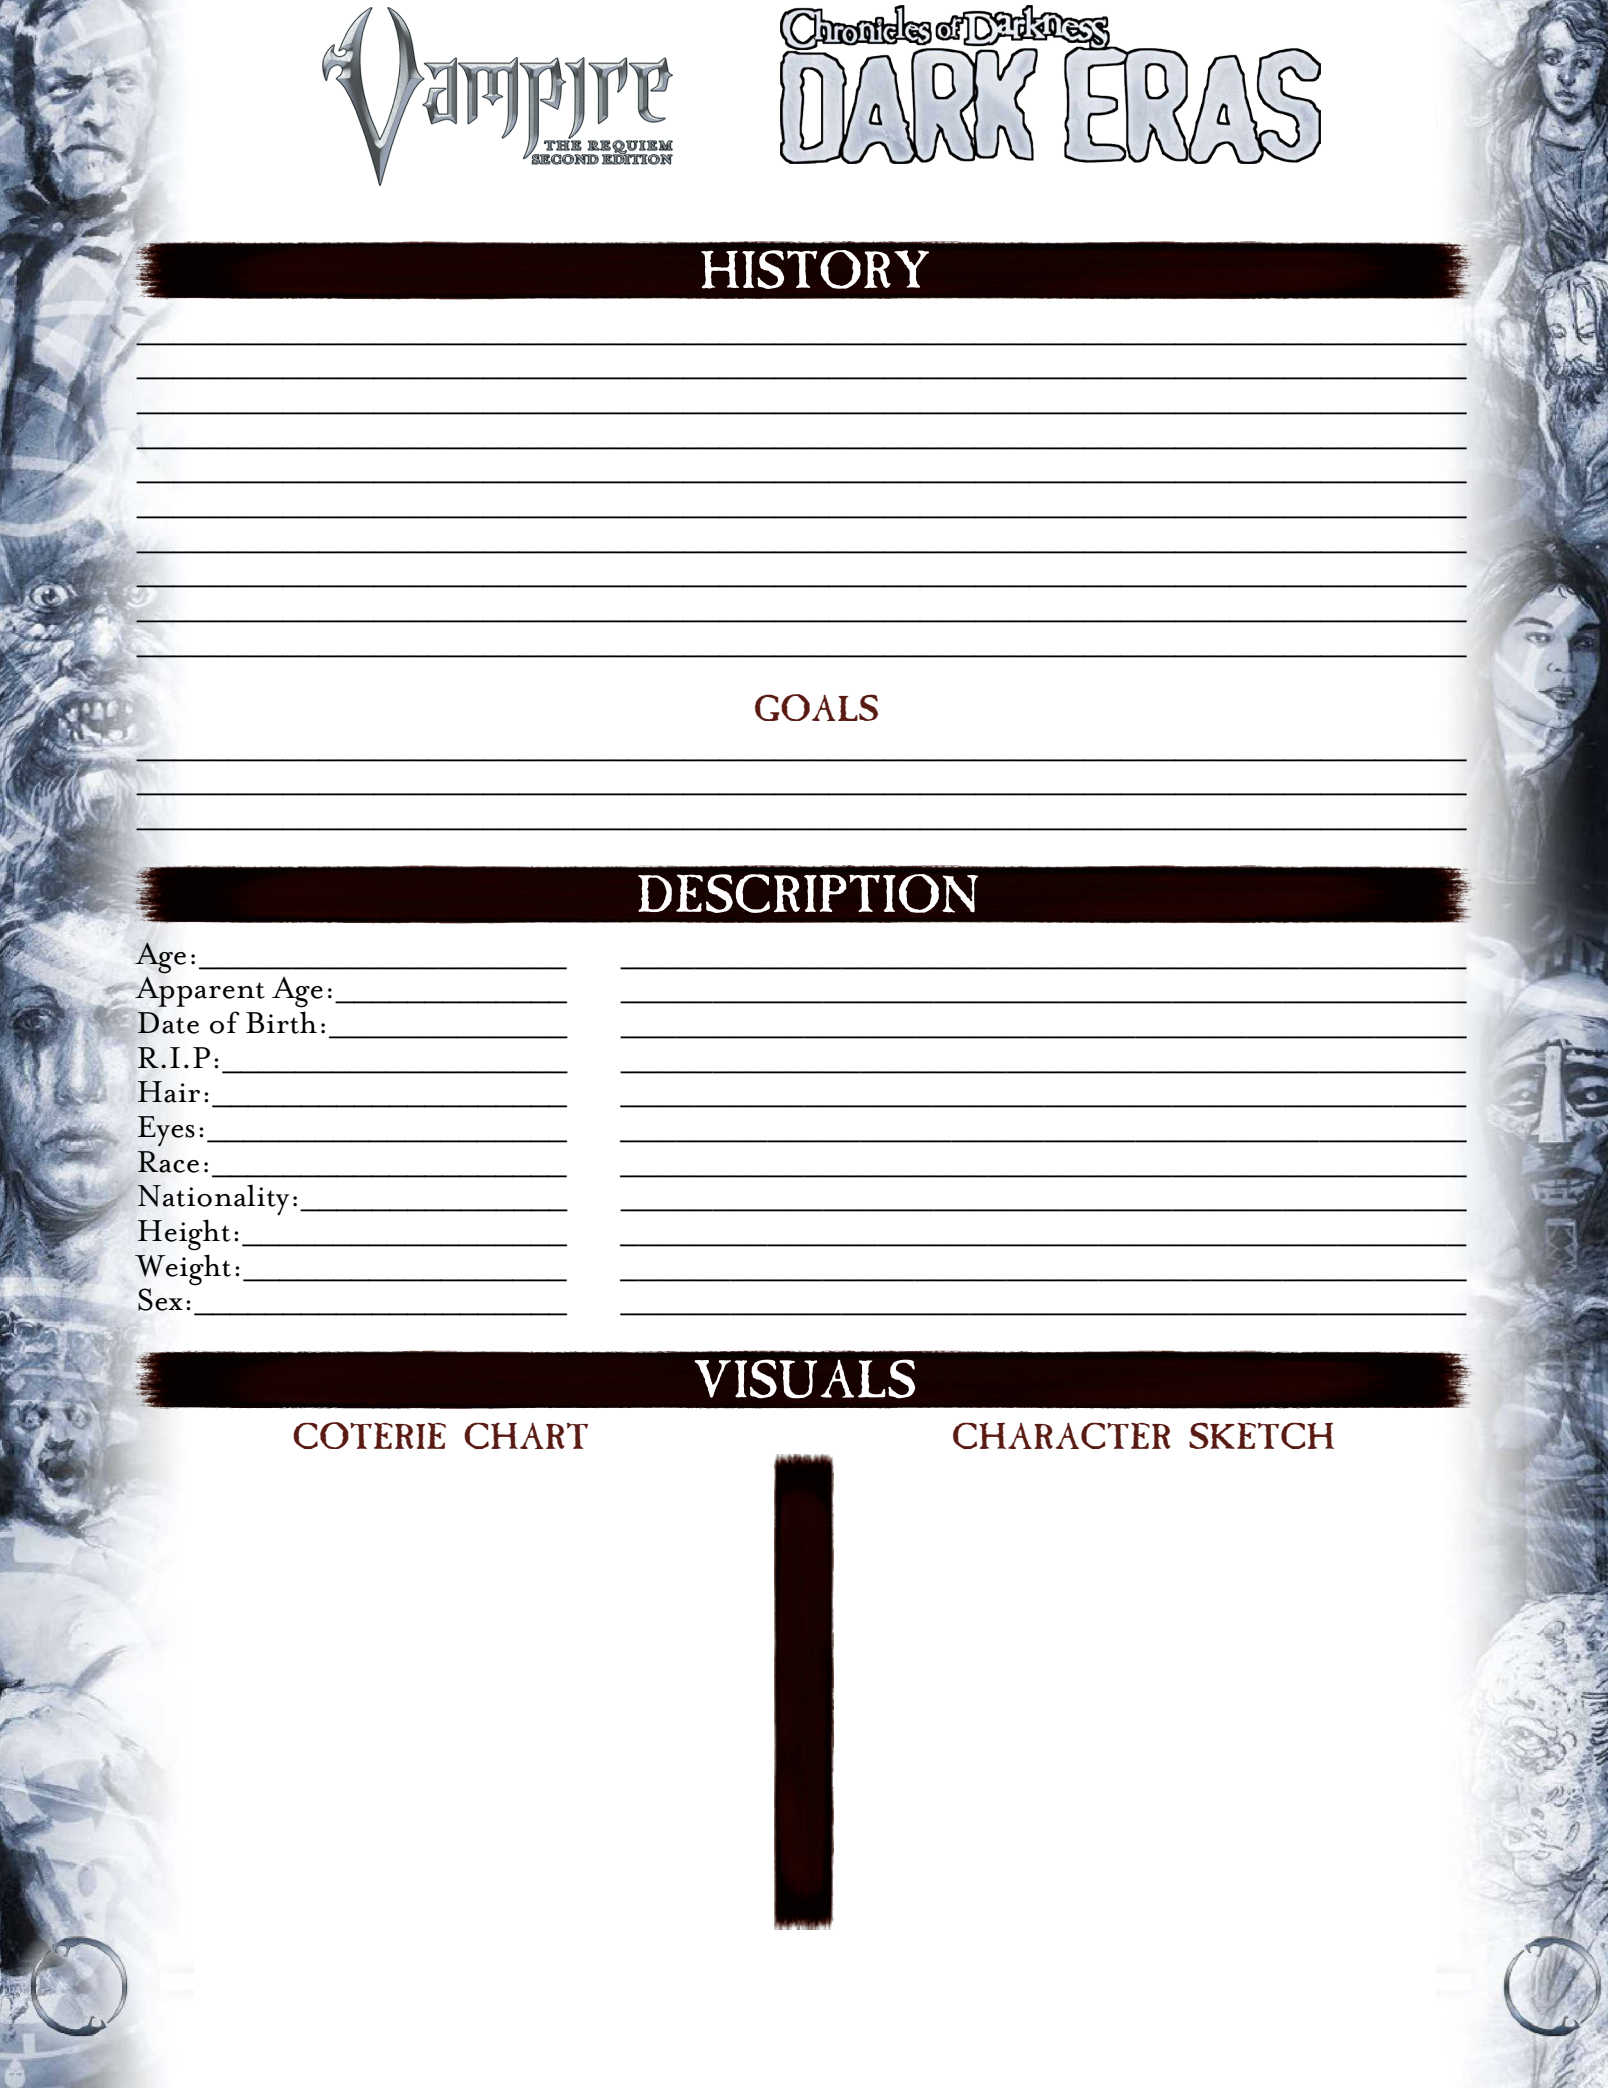 Vampire
THE REQUIEM
SECOND EDITION
Chronicles of Darkness
DARK ERAS
HISTORY
GOALS
DESCRIPTION
Age:
Apparent Age:
Date of Birth:
R.I.P:
Hair:
Eyes:
Race:
Nationality:
Height:
Weight:
Sex:
VISUALS
COTERIE CHART
CHARACTER SKETCH